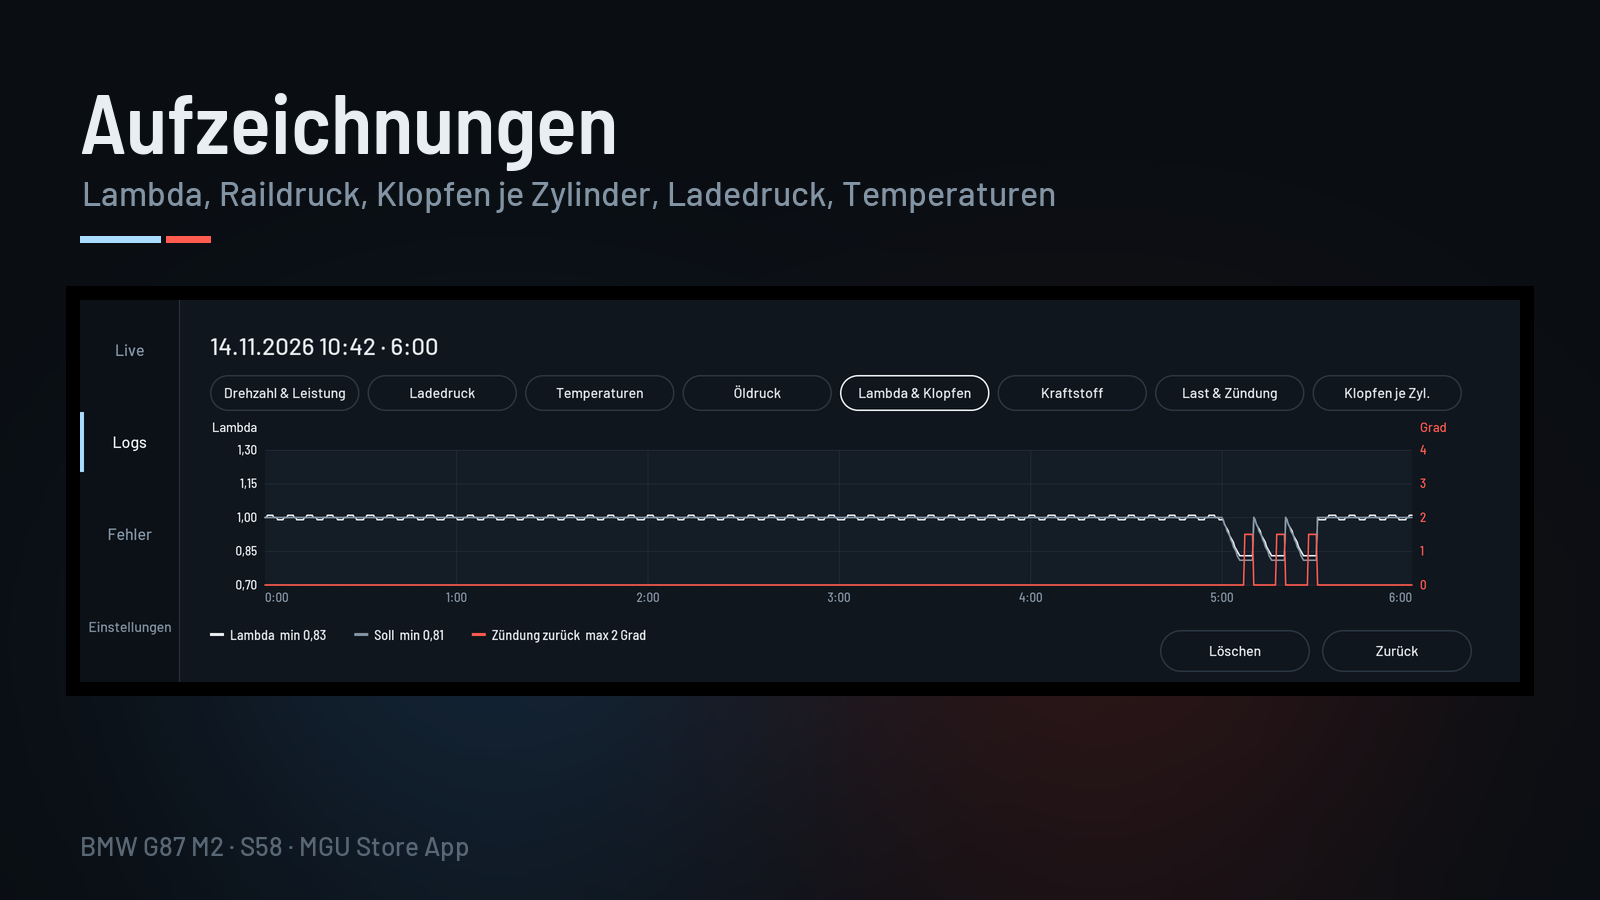 Aufzeichnungen
Lambda, Raildruck, Klopfen je Zylinder, Ladedruck, Temperaturen
Live
Logs
Fehler
Einstellungen
14.11.2026 10:42 · 6:00
Drehzahl & Leistung Ladedruck Temperaturen Öldruck Lambda & Klopfen Kraftstoff Last & Zündung Klopfen je Zyl.
Lambda Grad
1,30 4
1,15 3
1,00 2
0,85 1
0,70 0
0:00 1:00 2:00 3:00 4:00 5:00 6:00
Lambda min 0,83 Soll min 0,81 Zündung zurück max 2 Grad
Löschen Zurück
BMW G87 M2 · S58 · MGU Store App